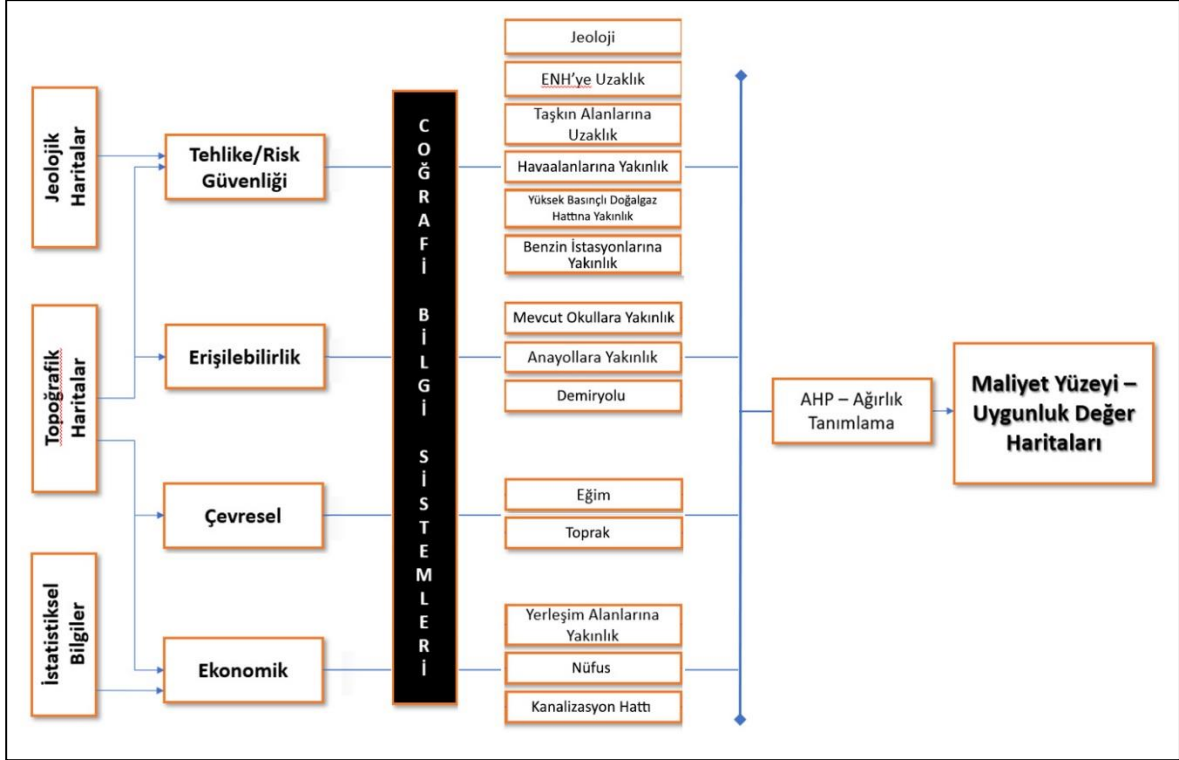 Jeolojik
Haritalar
Topoğrafik
Haritalar
İstatistiksel
Bilgiler
Tehlike/Risk
Güvenliği
Erişilebilirlik
Çevresel
Ekonomik
COĞRAFİ BİLGİ SİSTEMLERİ
Jeoloji
ENH'ye Uzaklık
Taşkın Alanlarına
Uzaklık
Havaalanlarına Yakınlık
Yüksek Basınçlı Doğalgaz
Hattına Yakınlık
Benzin İstasyonlarına
Yakınlık
Mevcut Okullara Yakınlık
Anayollara Yakınlık
Demiryolu
Eğim
Toprak
Yerleşim Alanlarına
Yakınlık
Nüfus
Kanalizasyon Hattı
AHP – Ağırlık
Tanımlama
Maliyet Yüzeyi –
Uygunluk Değer
Haritaları